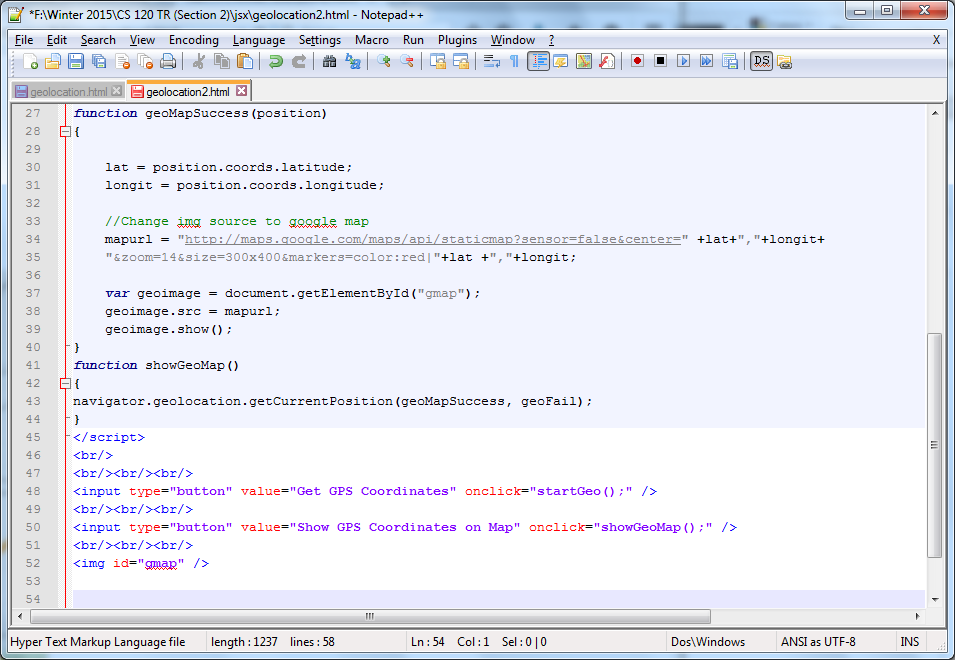 *F:\Winter 2015\CS 120 TR (Section 2)\jsx\geolocation2.html - Notepad++
File Edit Search View Encoding Language Settings Macro Run Plugins Window ? X
geolocation.html geolocation2.html
27 function geoMapSuccess(position)
28 {
29
30 lat = position.coords.latitude;
31 longit = position.coords.longitude;
32
33 //Change img source to google map
34 mapurl = "http://maps.google.com/maps/api/staticmap?sensor=false&center=" +lat+","+longit+
35 "&zoom=14&size=300x400&markers=color:red|"+lat +","+longit;
36
37 var geoimage = document.getElementById("gmap");
38 geoimage.src = mapurl;
39 geoimage.show();
40 }
41 function showGeoMap()
42 {
43 navigator.geolocation.getCurrentPosition(geoMapSuccess, geoFail);
44 }
45 </script>
46 <br/>
47 <br/><br/><br/>
48 <input type="button" value="Get GPS Coordinates" onclick="startGeo();" />
49 <br/><br/><br/>
50 <input type="button" value="Show GPS Coordinates on Map" onclick="showGeoMap();" />
51 <br/><br/><br/>
52 <img id="gmap" />
53
54
Hyper Text Markup Language file length : 1237 lines : 58 Ln : 54 Col : 1 Sel : 0 | 0 Dos\Windows ANSI as UTF-8 INS